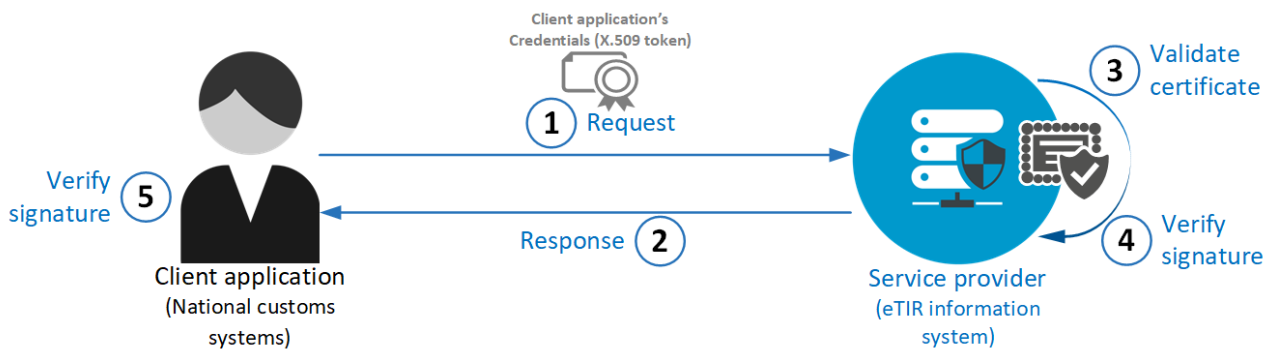 Client application's
Credentials (X.509 token)
1 Request
3 Validate
certificate
Verify
signature 5
Response 2
4 Verify
signature
Client application
(National customs
systems)
Service provider
(eTIR information
system)